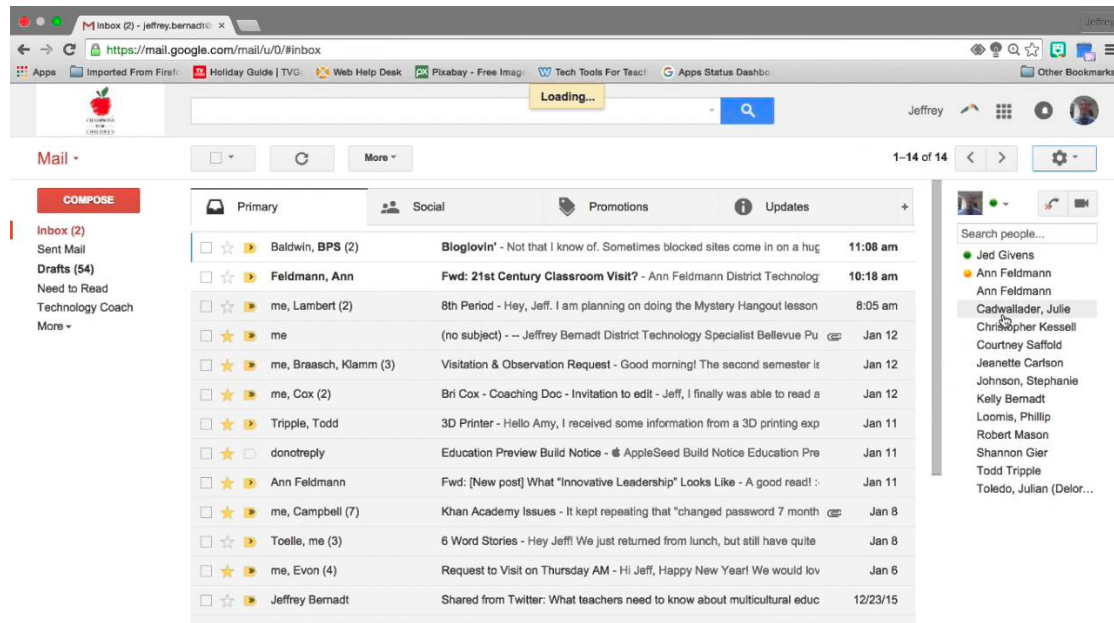 Inbox (2) - jeffrey.bernadt@
Jeffrey
https://mail.google.com/mail/u/0/#inbox
Apps Imported From Firefo Holiday Guide | TVG Web Help Desk Pixabay - Free Imag Tech Tools For Teach Apps Status Dashbo Other Bookmarks
Loading...
CHAMPIONS
FOR
CHILDREN
Jeffrey
Mail More 1–14 of 14
COMPOSE
Inbox (2)
Sent Mail
Drafts (54)
Need to Read
Technology Coach
More
Primary Social Promotions Updates +
Baldwin, BPS (2) Bloglovin' - Not that I know of. Sometimes blocked sites come in on a hug 11:08 am
Feldmann, Ann Fwd: 21st Century Classroom Visit? - Ann Feldmann District Technolog 10:18 am
me, Lambert (2) 8th Period - Hey, Jeff. I am planning on doing the Mystery Hangout lesson 8:05 am
me (no subject) - -- Jeffrey Bernadt District Technology Specialist Bellevue Pu Jan 12
me, Braasch, Klamm (3) Visitation & Observation Request - Good morning! The second semester is Jan 12
me, Cox (2) Bri Cox - Coaching Doc - Invitation to edit - Jeff, I finally was able to read a Jan 12
Tripple, Todd 3D Printer - Hello Amy, I received some information from a 3D printing exp Jan 11
donotreply Education Preview Build Notice - AppleSeed Build Notice Education Pre Jan 11
Ann Feldmann Fwd: [New post] What "Innovative Leadership" Looks Like - A good read! :- Jan 11
me, Campbell (7) Khan Academy Issues - It kept repeating that "changed password 7 month Jan 8
Toelle, me (3) 6 Word Stories - Hey Jeff! We just returned from lunch, but still have quite Jan 8
me, Evon (4) Request to Visit on Thursday AM - Hi Jeff, Happy New Year! We would lov Jan 6
Jeffrey Bernadt Shared from Twitter: What teachers need to know about multicultural educ 12/23/15
Search people...
Jed Givens
Ann Feldmann
Ann Feldmann
Cadwallader, Julie
Christopher Kessell
Courtney Saffold
Jeanette Carlson
Johnson, Stephanie
Kelly Bernadt
Loomis, Phillip
Robert Mason
Shannon Gier
Todd Tripple
Toledo, Julian (Delor...